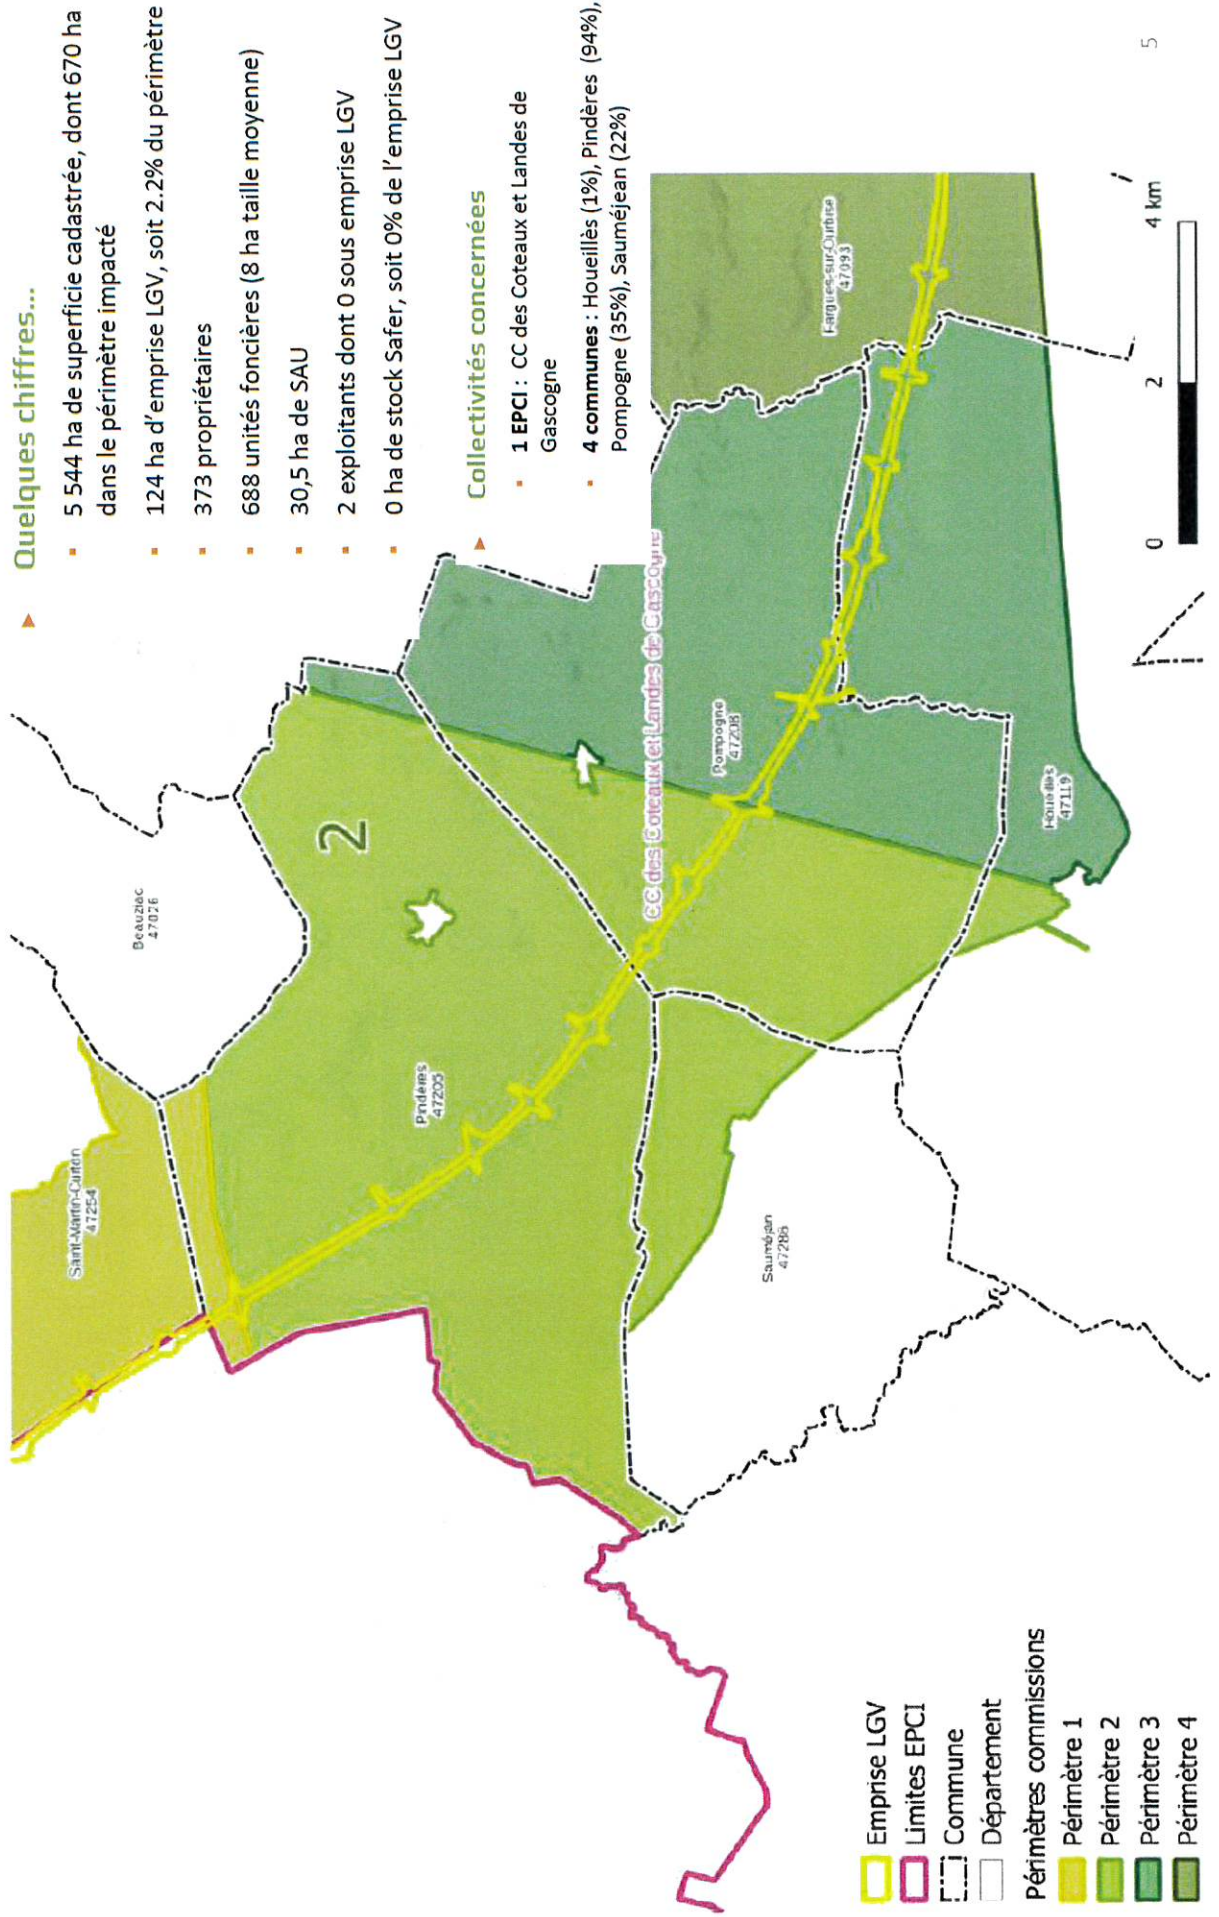 Quelques chiffres...
5 544 ha de superficie cadastrée, dont 670 ha
dans le périmètre impacté
124 ha d'emprise LGV, soit 2.2% du périmètre
373 propriétaires
688 unités foncières (8 ha taille moyenne)
30,5 ha de SAU
2 exploitants dont 0 sous emprise LGV
0 ha de stock Safer, soit 0% de l'emprise LGV
Collectivités concernées
1 EPCI : CC des Coteaux et Landes de
Gascogne
4 communes : Houeillès (1%), Pindères (94%),
Pompogne (35%), Sauméjean (22%)
Beauziac
47026
2
Saint-Martin-Curton
47254
Pindères
47205
CC des Coteaux et Landes de Gascogne
Pompogne
47208
Fargues-sur-Ourbise
47093
Sauméjan
47286
Houeillès
47119
0
2
4 km
Emprise LGV
Limites EPCI
Commune
Département
Périmètres commissions
Périmètre 1
Périmètre 2
Périmètre 3
Périmètre 4
5